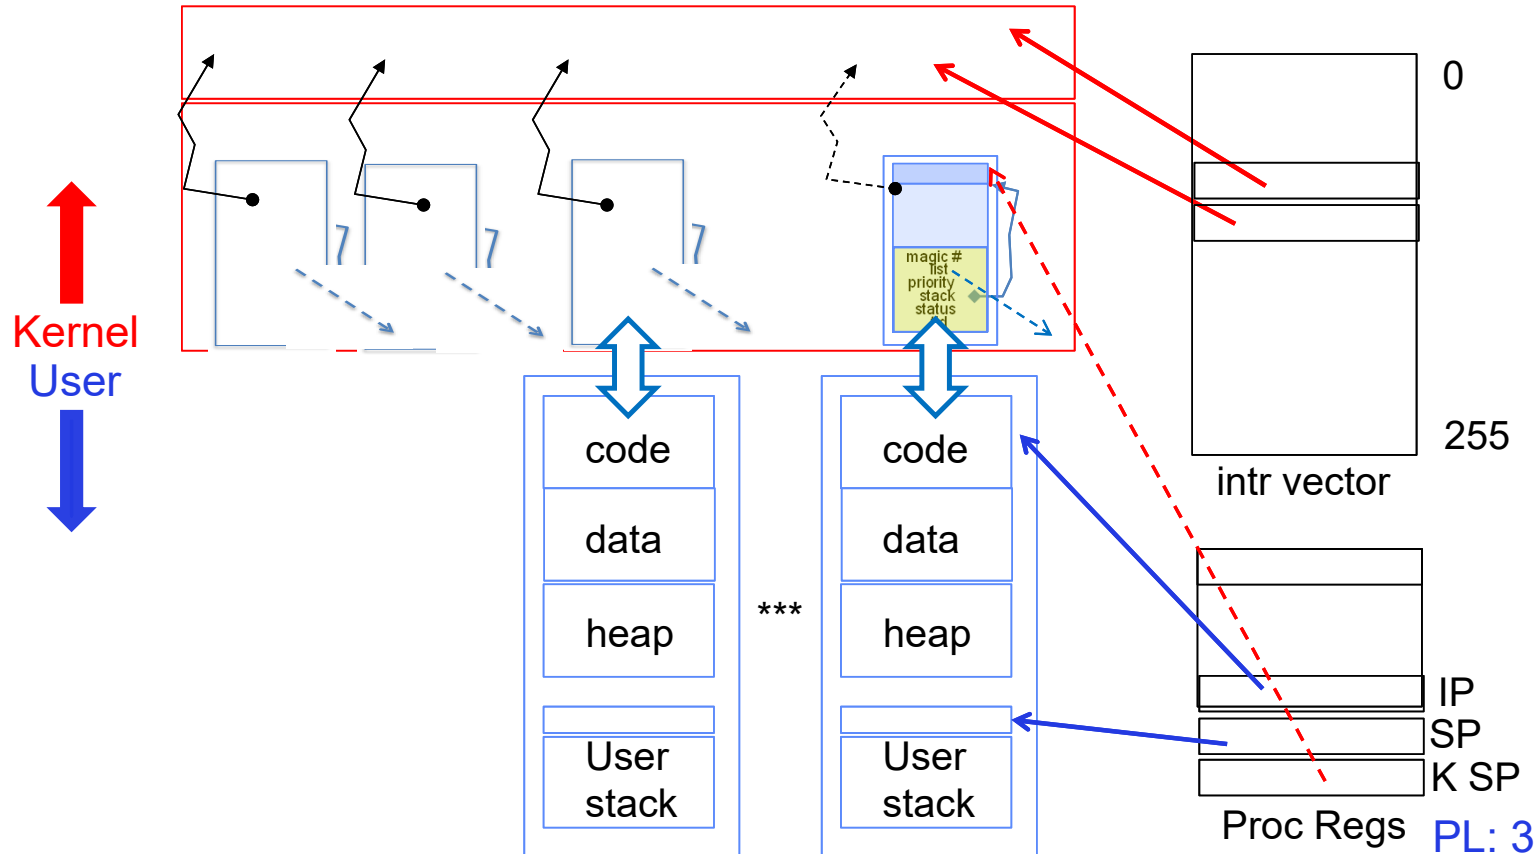 0
255
intr vector
Kernel
User
magic #
list
priority
stack
status
code
data
heap
User
stack
***
code
data
heap
User
stack
IP
SP
K SP
Proc Regs
PL: 3